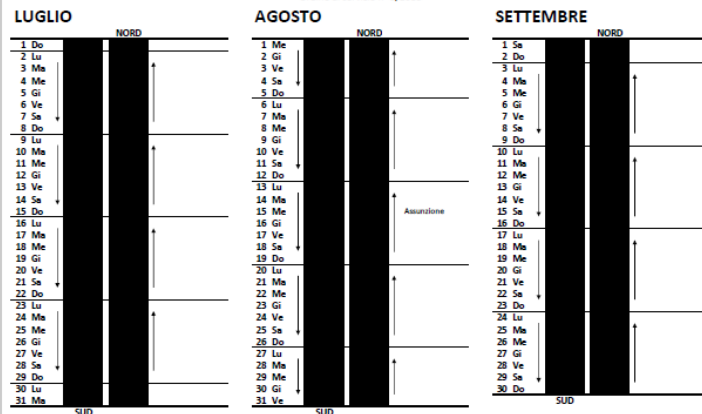 LUGLIO
NORD
1 Do
2 Lu
3 Ma
4 Me
5 Gi
6 Ve
7 Sa
8 Do
9 Lu
10 Ma
11 Me
12 Gi
13 Ve
14 Sa
15 Do
16 Lu
17 Ma
18 Me
19 Gi
20 Ve
21 Sa
22 Do
23 Lu
24 Ma
25 Me
26 Gi
27 Ve
28 Sa
29 Do
30 Lu
31 Ma
SUD
AGOSTO
NORD
1 Me
2 Gi
3 Ve
4 Sa
5 Do
6 Lu
7 Ma
8 Me
9 Gi
10 Ve
11 Sa
12 Do
13 Lu
14 Ma
15 Me Assunzione
16 Gi
17 Ve
18 Sa
19 Do
20 Lu
21 Ma
22 Me
23 Gi
24 Ve
25 Sa
26 Do
27 Lu
28 Ma
29 Me
30 Gi
31 Ve
SUD
SETTEMBRE
NORD
1 Sa
2 Do
3 Lu
4 Ma
5 Me
6 Gi
7 Ve
8 Sa
9 Do
10 Lu
11 Ma
12 Me
13 Gi
14 Ve
15 Sa
16 Do
17 Lu
18 Ma
19 Me
20 Gi
21 Ve
22 Sa
23 Do
24 Lu
25 Ma
26 Me
27 Gi
28 Ve
29 Sa
30 Do
SUD